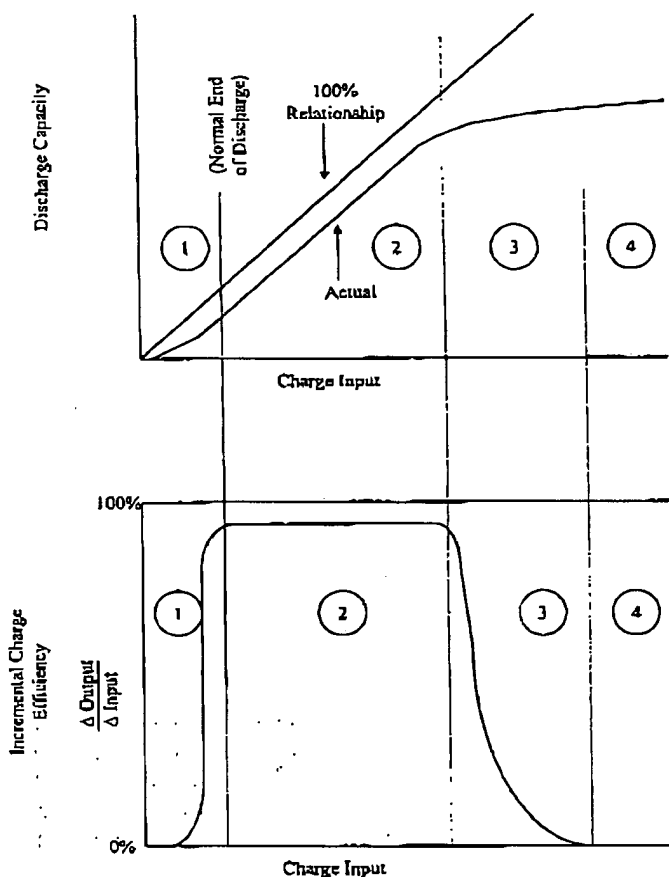 Discharge Capacity
(Normal End
of Discharge)
100%
Relationship
1
2
3
4
Actual
Charge Input
100%
Incremental Charge
Efficiency
Δ Output
Δ Input
1
2
3
4
0%
Charge Input